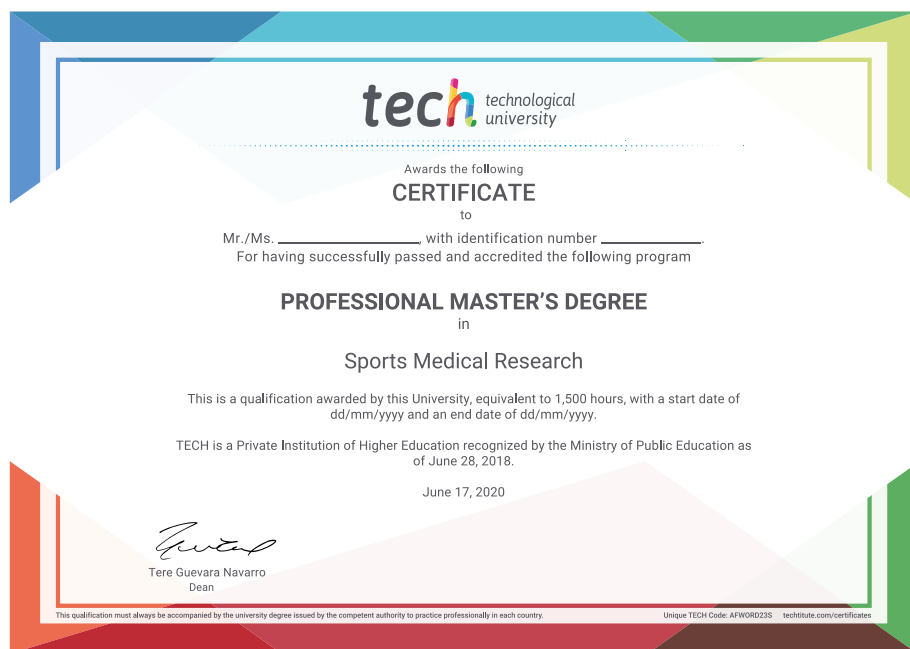 tech technological
university
Awards the following
CERTIFICATE
to
Mr./Ms. ____________________, with identification number ______________.
For having successfully passed and accredited the following program
PROFESSIONAL MASTER'S DEGREE
in
Sports Medical Research
This is a qualification awarded by this University, equivalent to 1,500 hours, with a start date of
dd/mm/yyyy and an end date of dd/mm/yyyy.
TECH is a Private Institution of Higher Education recognized by the Ministry of Public Education as
of June 28, 2018.
June 17, 2020
Tere Guevara Navarro
Dean
This qualification must always be accompanied by the university degree issued by the competent authority to practice professionally in each country. Unique TECH Code: AFWORD23S techtitute.com/certificates